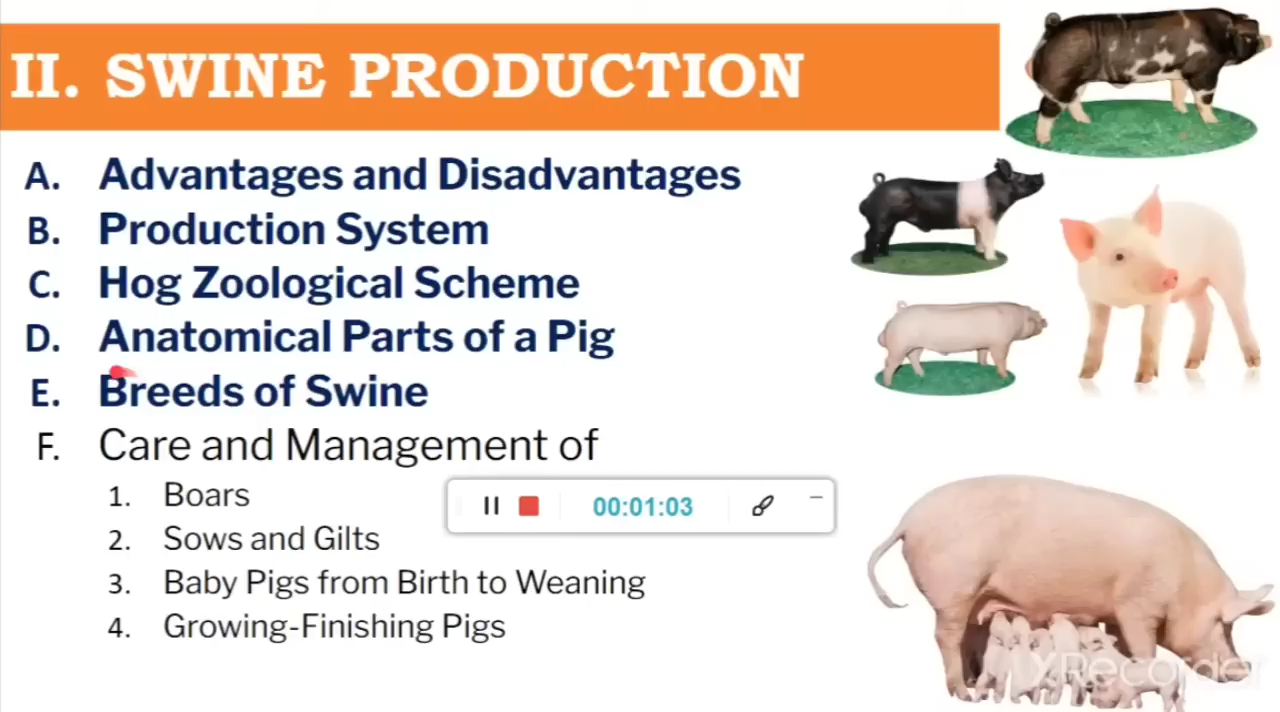 II. SWINE PRODUCTION
A. Advantages and Disadvantages
B. Production System
C. Hog Zoological Scheme
D. Anatomical Parts of a Pig
E. Breeds of Swine
F. Care and Management of
1. Boars
00:01:03
2. Sows and Gilts
3. Baby Pigs from Birth to Weaning
4. Growing-Finishing Pigs
XRecorder